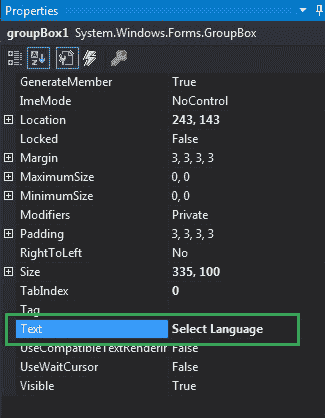 Properties
groupBox1 System.Windows.Forms.GroupBox
GenerateMember True
ImeMode NoControl
Location 243, 143
Locked False
Margin 3, 3, 3, 3
MaximumSize 0, 0
MinimumSize 0, 0
Modifiers Private
Padding 3, 3, 3, 3
RightToLeft No
Size 335, 100
TabIndex 0
Tag
Text Select Language
UseCompatibleTextRenderin False
UseWaitCursor False
Visible True